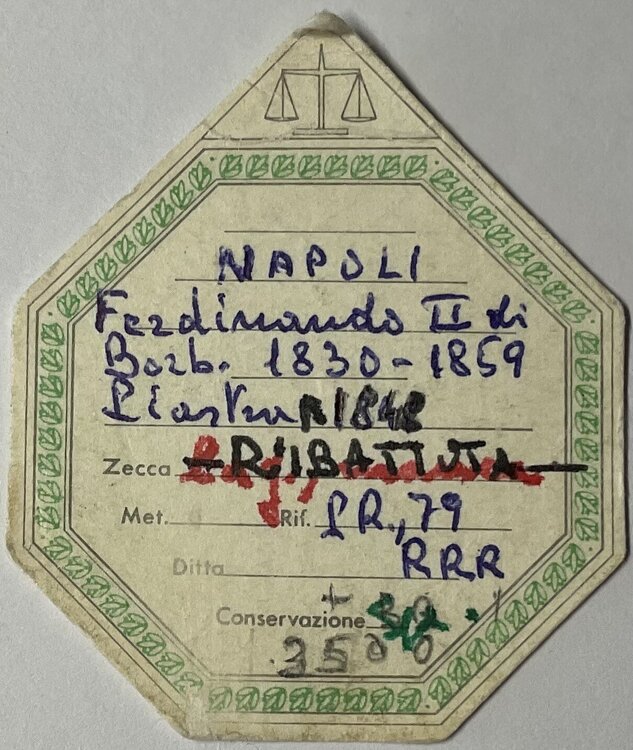 NAPOLI
Ferdinando II di
Borb. 1830-1859
Piastra 1848
Zecca RIBATTUTA
Met. Rif. P.R., 79
Ditta RRR
Conservazione
3500